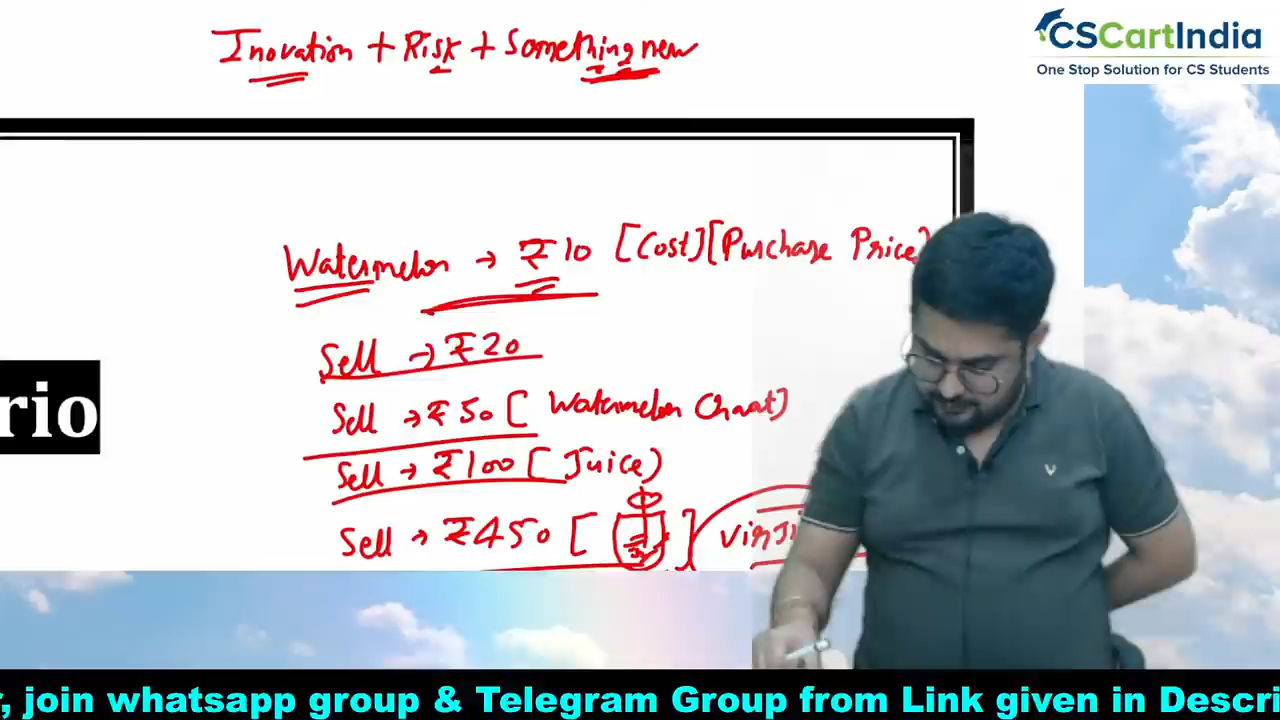 Inovation + Risk + Something new
CSCartIndia
One Stop Solution for CS Students
Watermelon → ₹10 [Cost] [Purchase Price]
Sell → ₹20
rio
Sell → ₹50 [Watermelon Chaat]
Sell → ₹100 [Juice]
Sell → ₹450 [ ]
join whatsapp group & Telegram Group from Link given in Descri